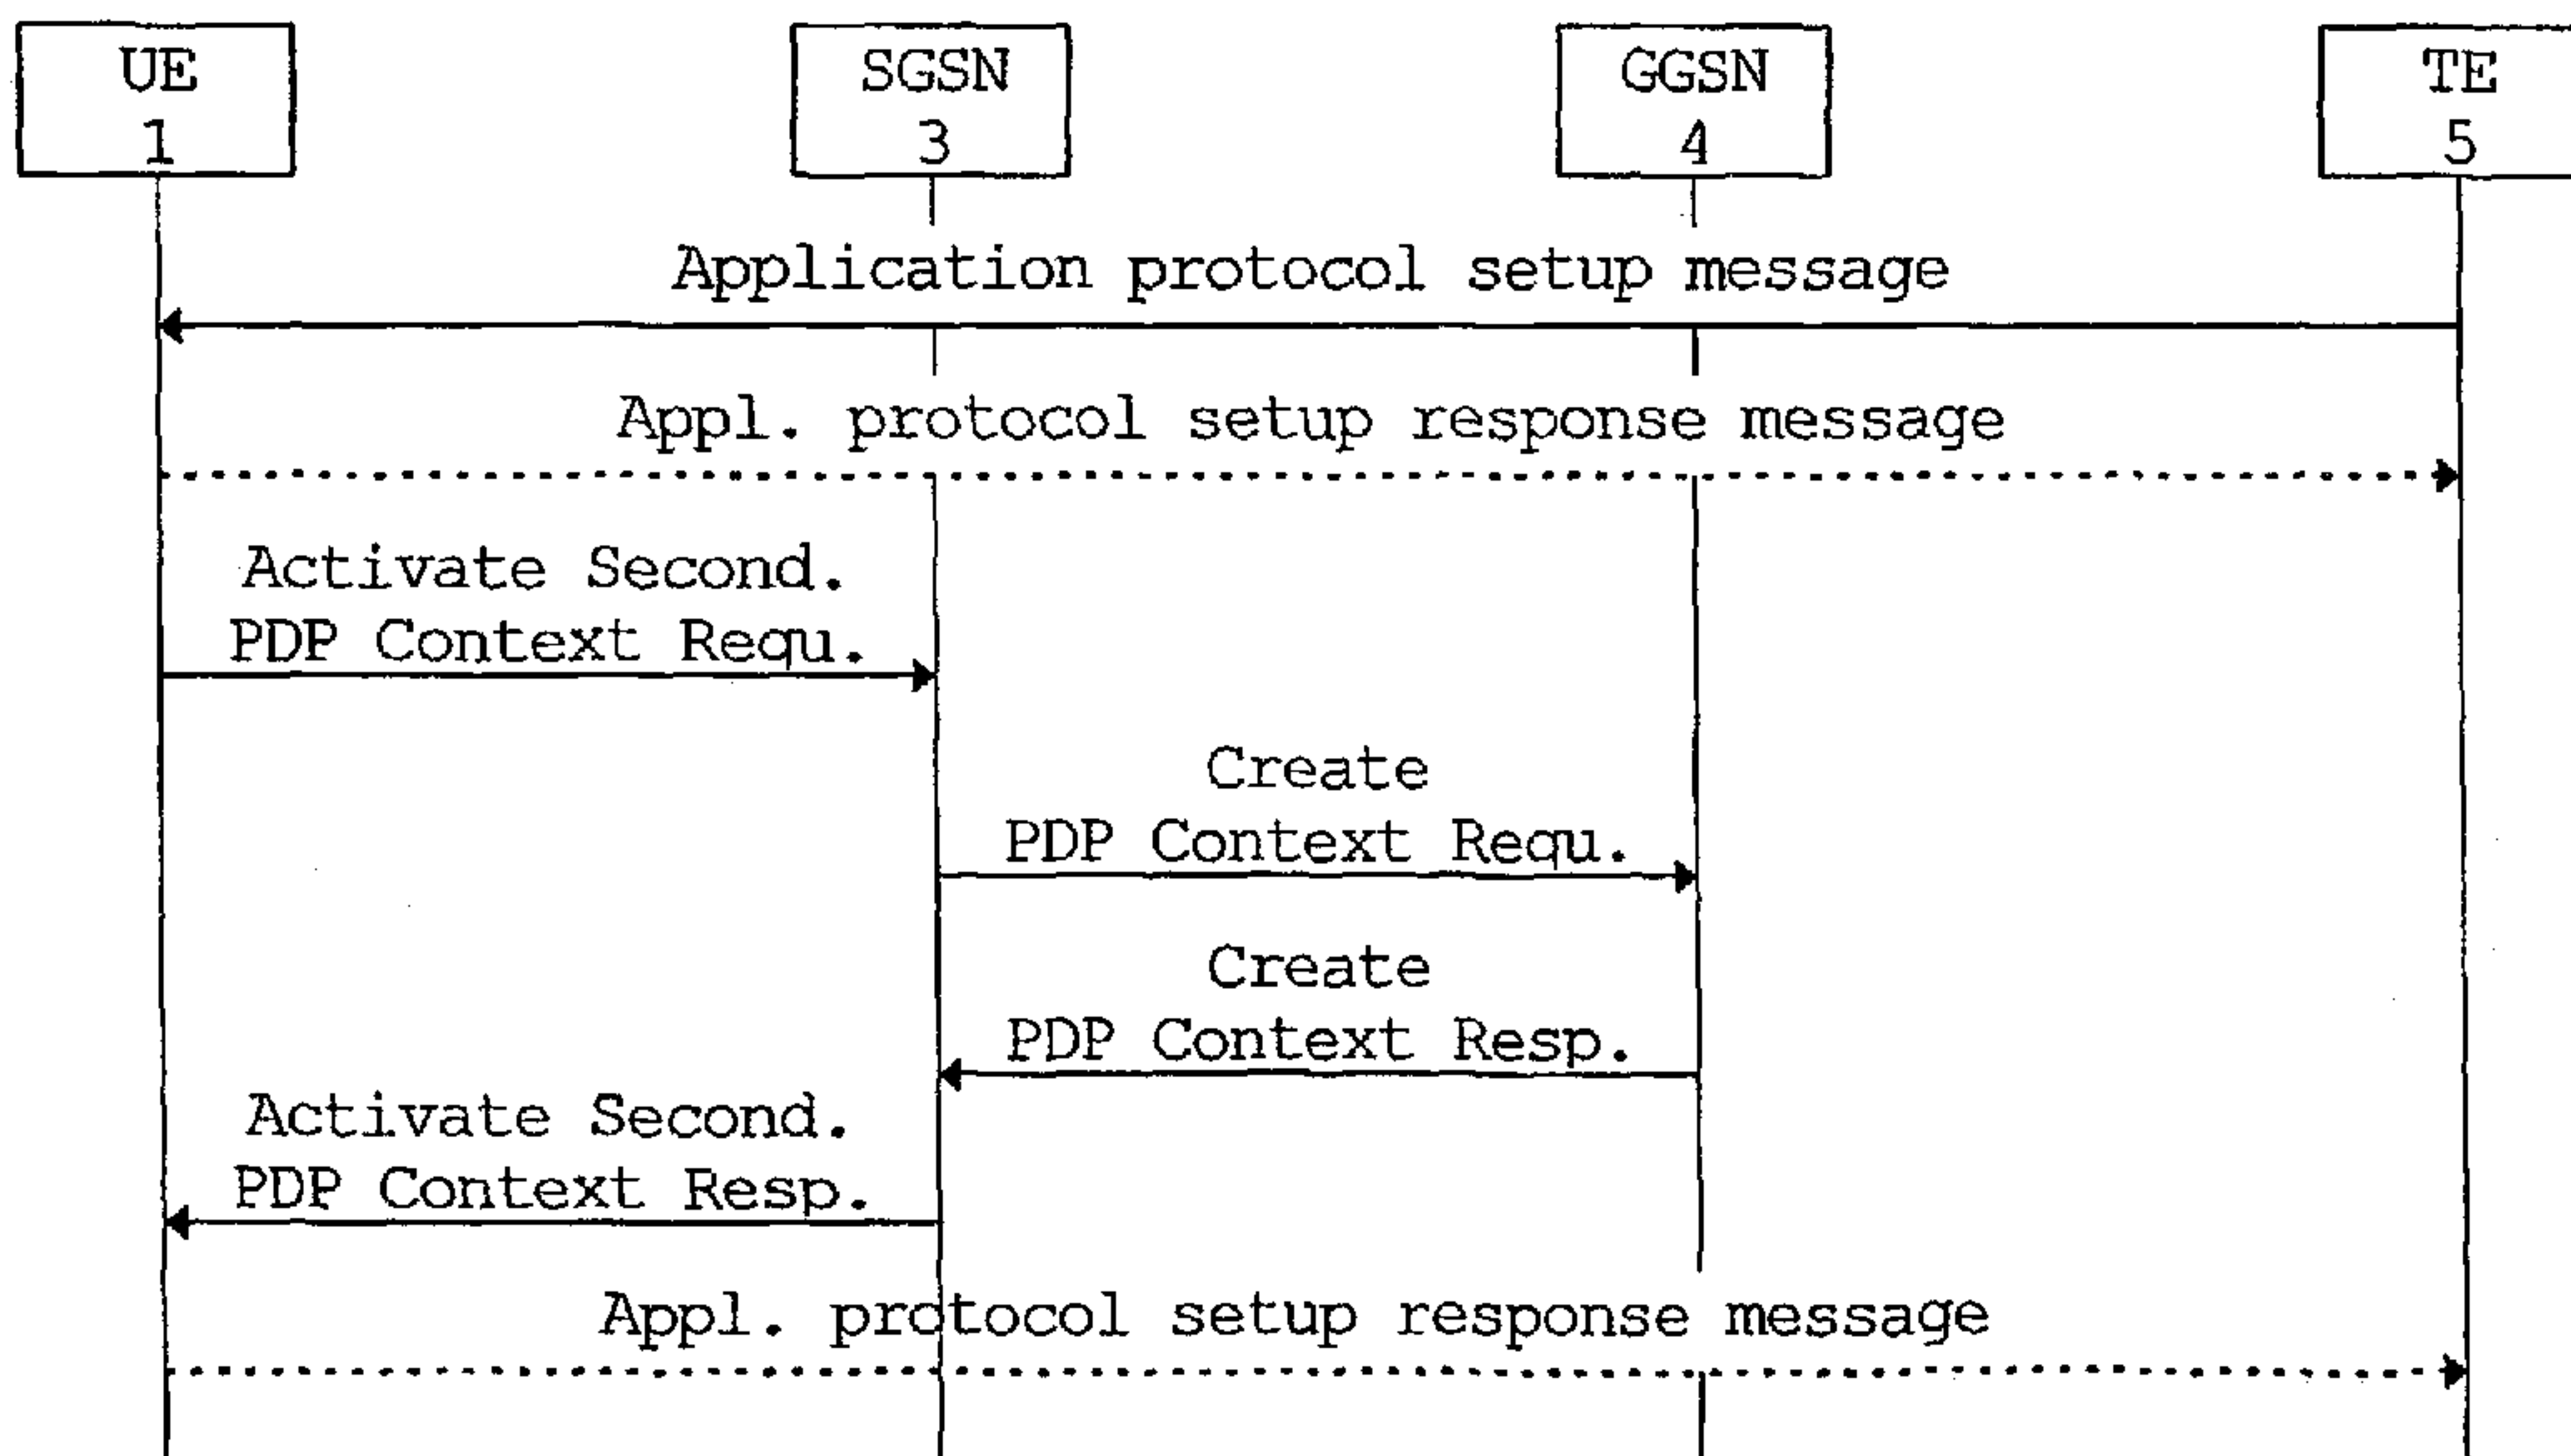 UE
1
SGSN
3
GGSN
4
TE
5
Application protocol setup message
Appl. protocol setup response message
Activate Second.
PDP Context Requ.
Create
PDP Context Requ.
Create
PDP Context Resp.
Activate Second.
PDP Context Resp.
Appl. protocol setup response message